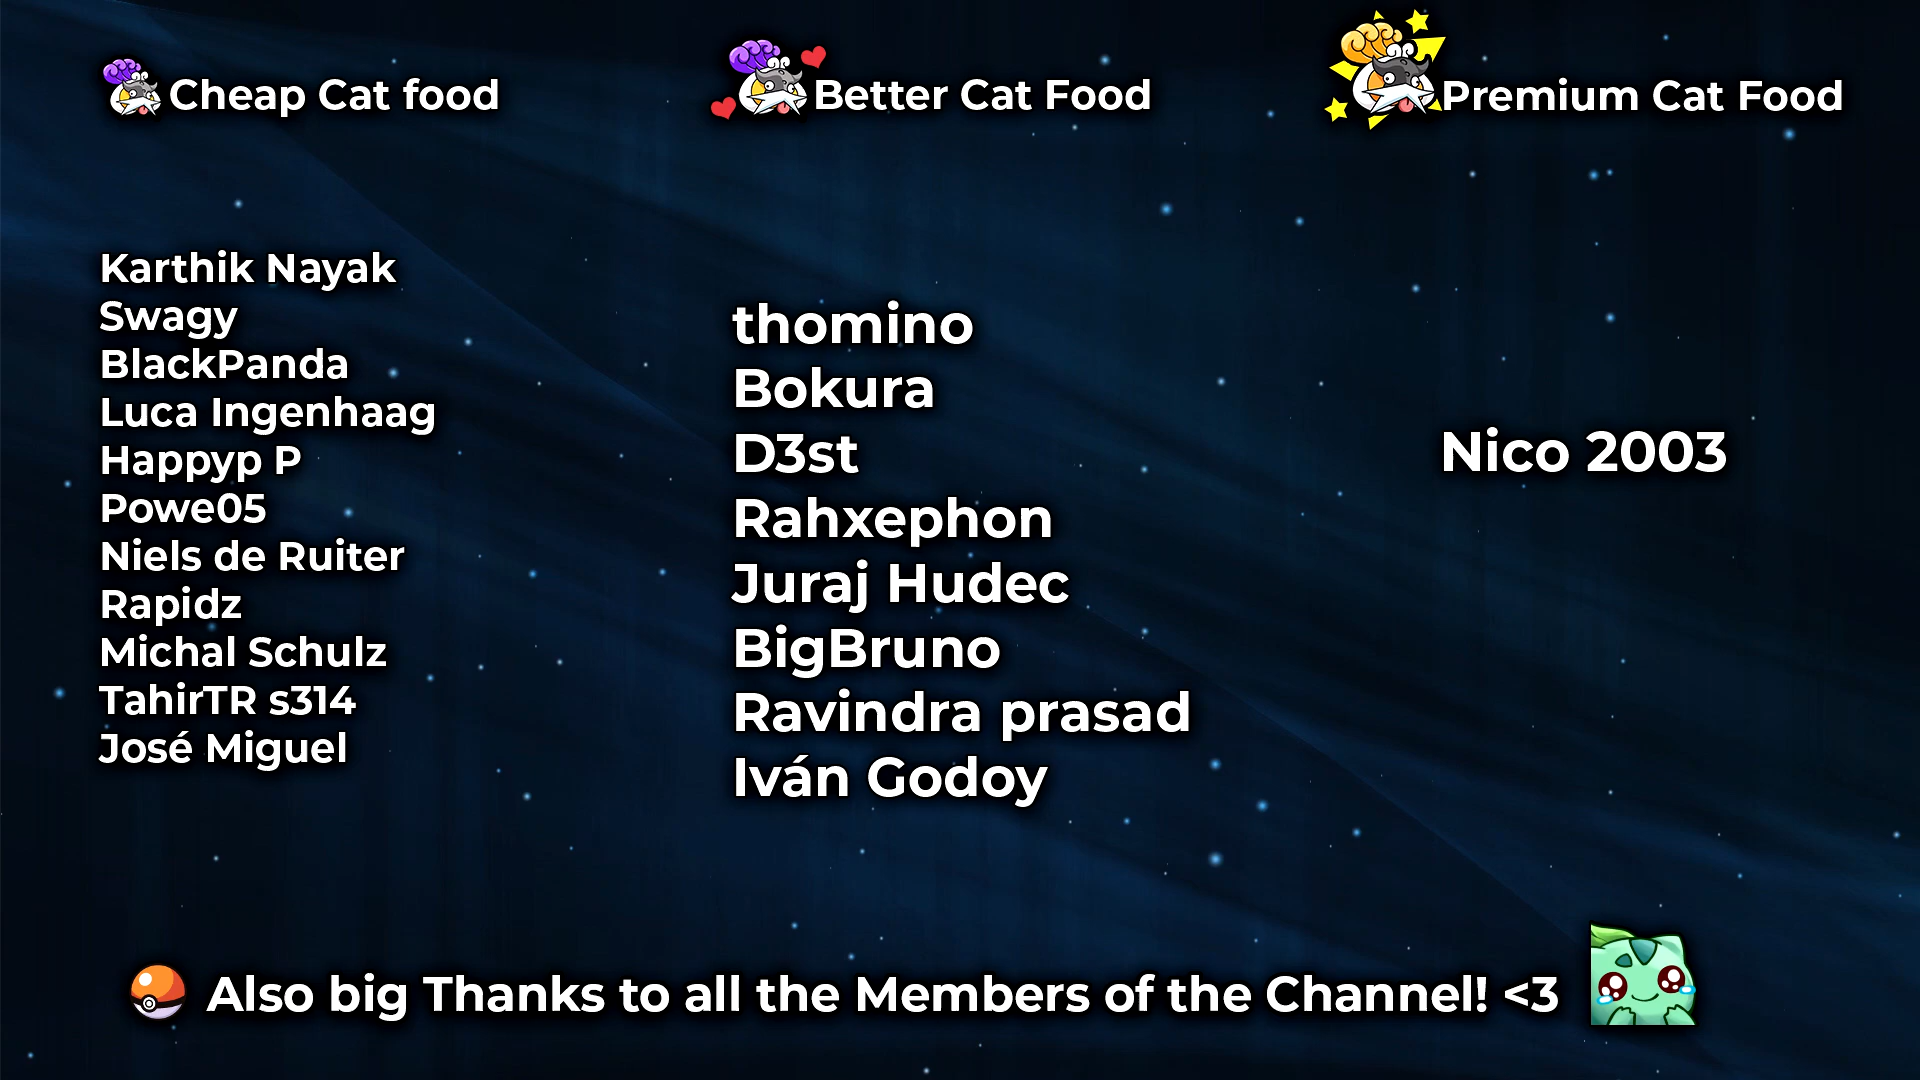 Cheap Cat food
Better Cat Food
Premium Cat Food
Karthik Nayak
Swagy
BlackPanda
Luca Ingenhaag
Happyp P
Powe05
Niels de Ruiter
Rapidz
Michal Schulz
TahirTR s314
José Miguel
thomino
Bokura
D3st
Rahxephon
Juraj Hudec
BigBruno
Ravindra prasad
Iván Godoy
Nico 2003
Also big Thanks to all the Members of the Channel! <3